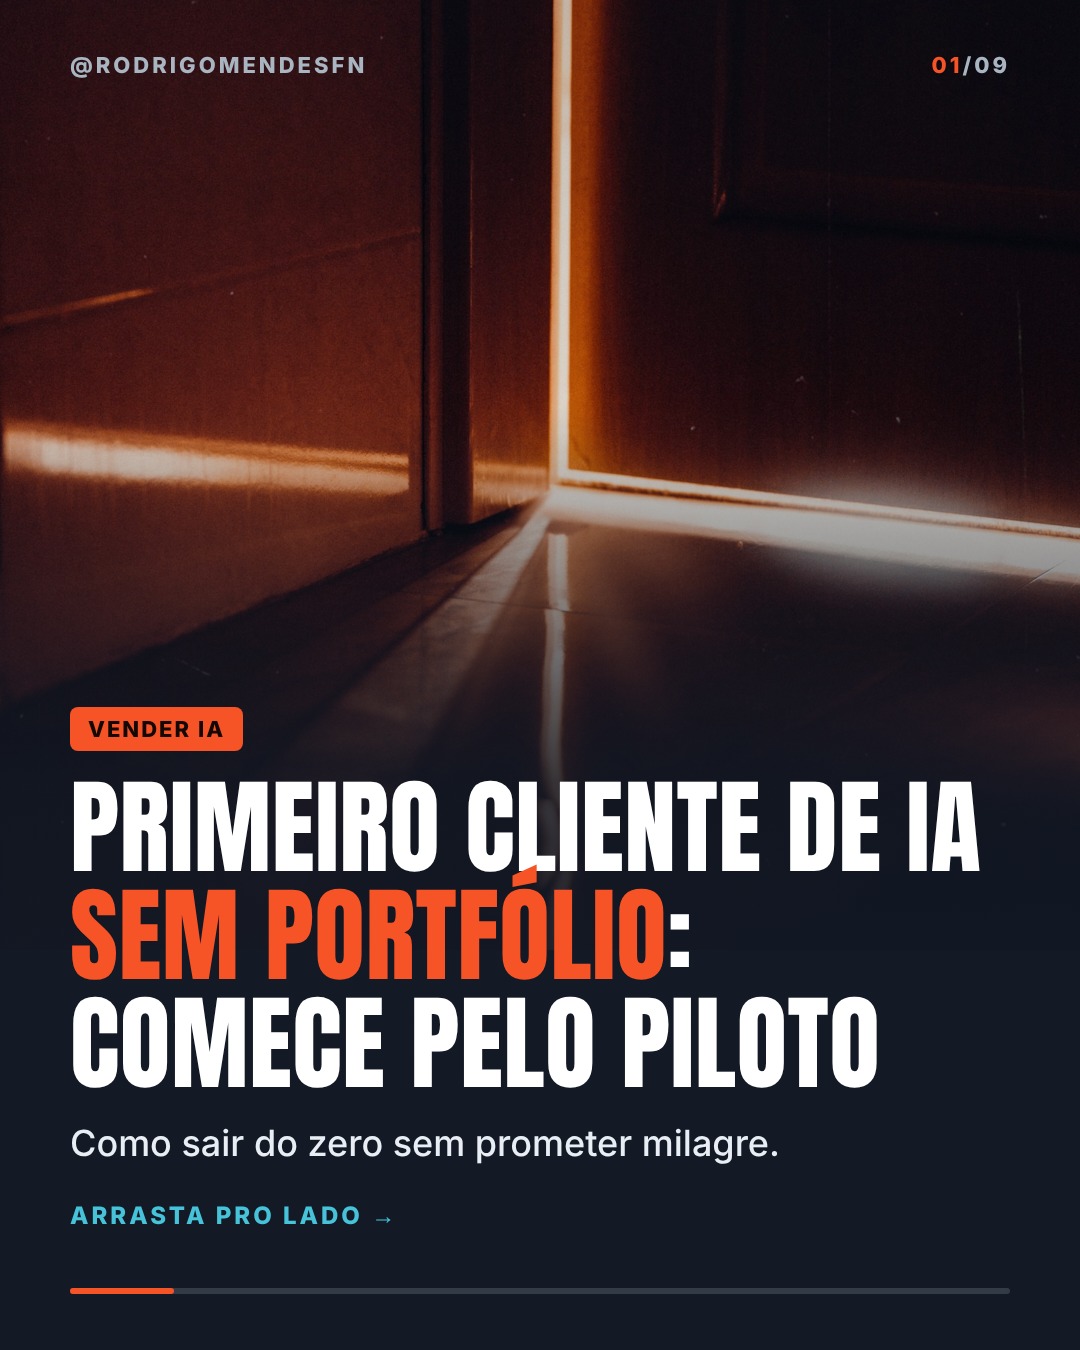 @RODRIGOMENDESFN
01/09
VENDER IA
PRIMEIRO CLIENTE DE IA
SEM PORTFÓLIO:
COMECE PELO PILOTO
Como sair do zero sem prometer milagre.
ARRASTA PRO LADO →